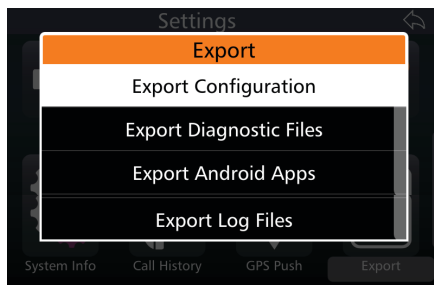 Settings
Export
Export Configuration
Export Diagnostic Files
Export Android Apps
Export Log Files
System Info
Call History
GPS Push
Export